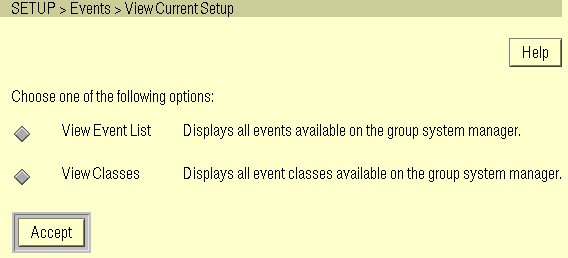 SETUP > Events > View Current Setup
Help
Choose one of the following options:
View Event List Displays all events available on the group system manager.
View Classes Displays all event classes available on the group system manager.
Accept